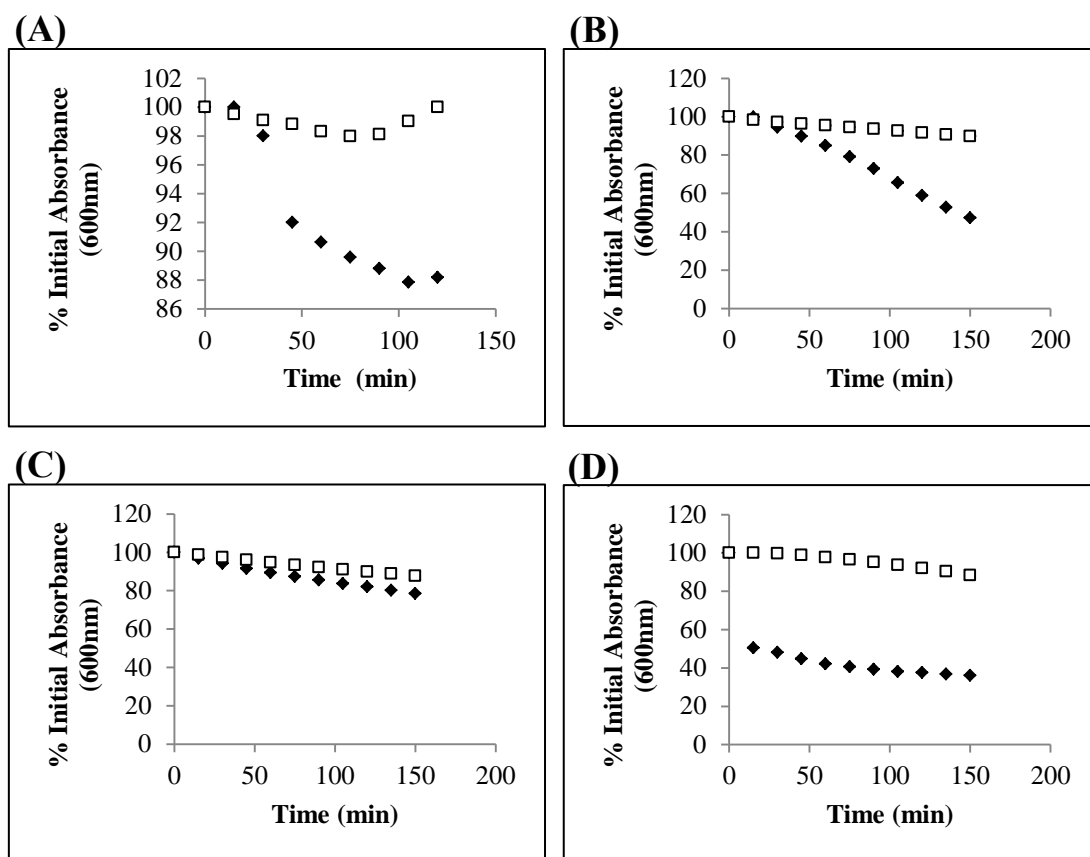 (A)
102
100
98
96
94
92
90
88
86
% Initial Absorbance
(600nm)
0 50 100 150
Time (min)
(B)
120
100
80
60
40
20
0
% Initial Absorbance
(600nm)
0 50 100 150 200
Time (min)
(C)
120
100
80
60
40
20
0
% Initial Absorbance
(600nm)
0 50 100 150 200
Time (min)
(D)
120
100
80
60
40
20
0
% Initial Absorbance
(600nm)
0 50 100 150 200
Time (min)